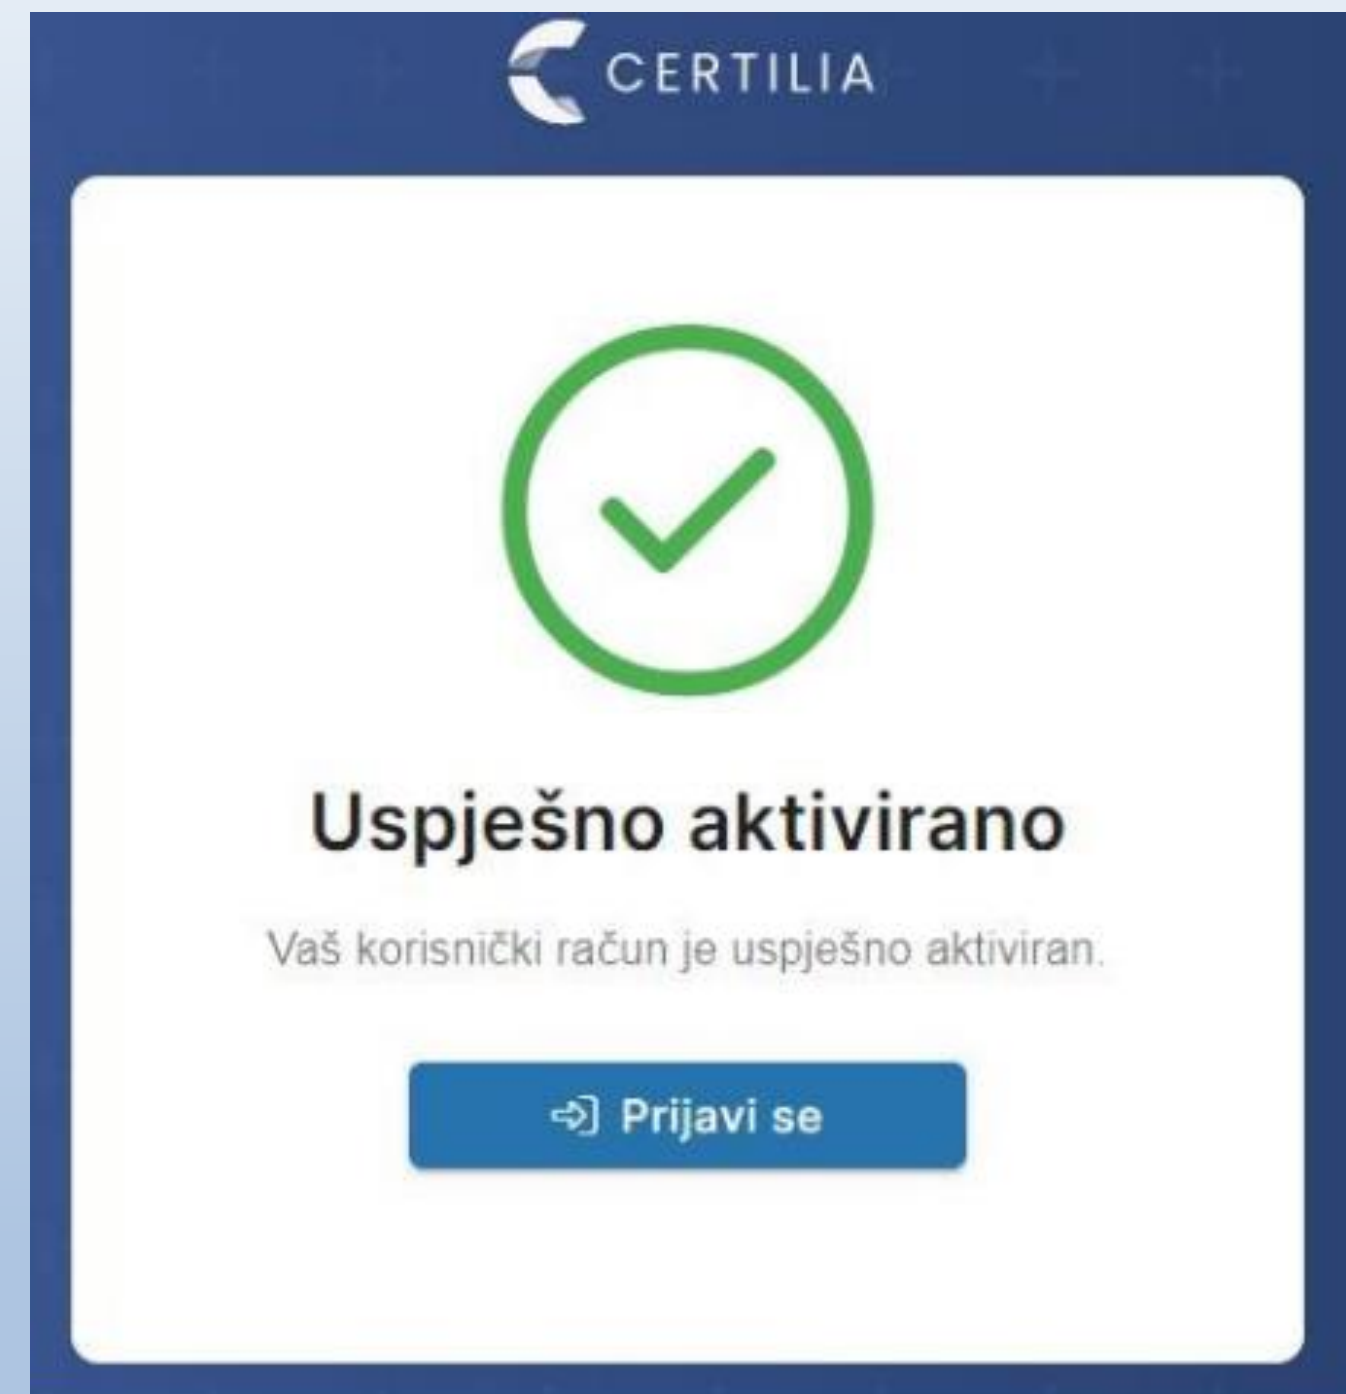 CERTILIA
Uspješno aktivirano
Vaš korisnički račun je uspješno aktiviran.
Prijavi se